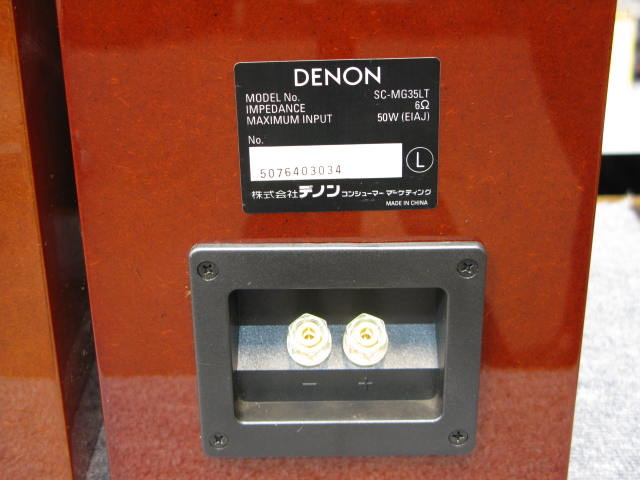 DENON
MODEL No. SC-MG35LT
IMPEDANCE 6Ω
MAXIMUM INPUT 50W (EIAJ)
No.
5076403034
L
株式会社デノン コンシューマー マーケティング
MADE IN CHINA
− +